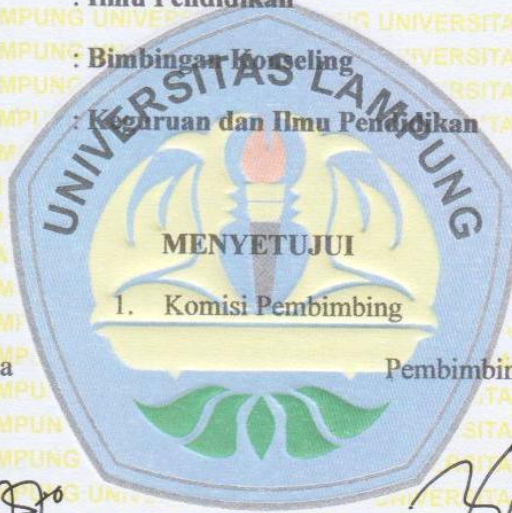 : Ilmu Pendidikan
: Bimbingan Konseling
: Keguruan dan Ilmu Pendidikan
UNIVERSITAS LAMPUNG
MENYETUJUI
1. Komisi Pembimbing
a Pembimbin